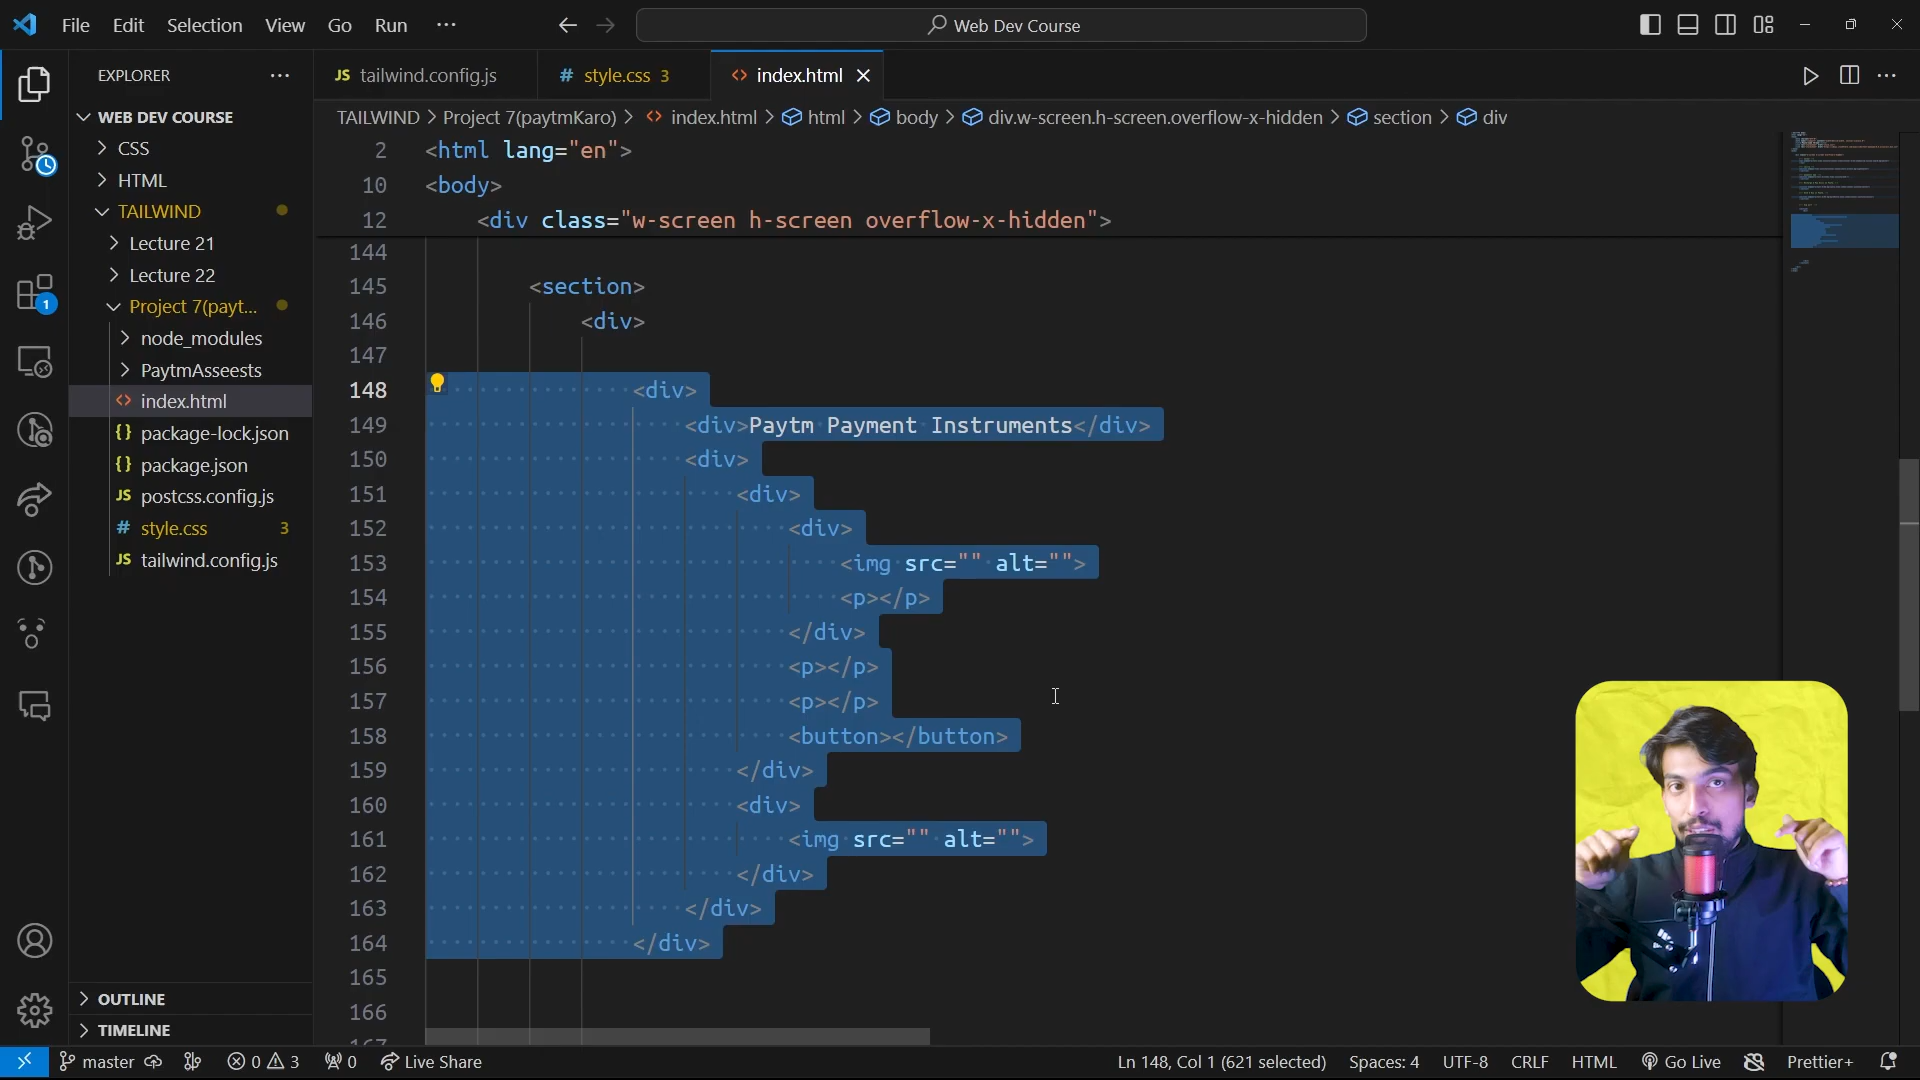 File Edit Selection View Go Run ··· Web Dev Course
EXPLORER ···
JS tailwind.config.js # style.css 3 <> index.html
TAILWIND > Project 7(paytmKaro) > <> index.html > html > body > div.w-screen.h-screen.overflow-x-hidden > section > div
WEB DEV COURSE
CSS
HTML
TAILWIND
Lecture 21
Lecture 22
Project 7(payt...
node_modules
PaytmAsseests
<> index.html
{} package-lock.json
{} package.json
JS postcss.config.js
# style.css 3
JS tailwind.config.js
1
OUTLINE
TIMELINE
2 <html lang="en">
10 <body>
12 <div class="w-screen h-screen overflow-x-hidden">
144
145 <section>
146 <div>
147
148 <div>
149 <div>Paytm Payment Instruments</div>
150 <div>
151 <div>
152 <div>
153 <img src="" alt="">
154 <p></p>
155 </div>
156 <p></p>
157 <p></p>
158 <button></button>
159 </div>
160 <div>
161 <img src="" alt="">
162 </div>
163 </div>
164 </div>
165
166
167
master 0 3 0 Live Share Ln 148, Col 1 (621 selected) Spaces: 4 UTF-8 CRLF HTML Go Live Prettier+